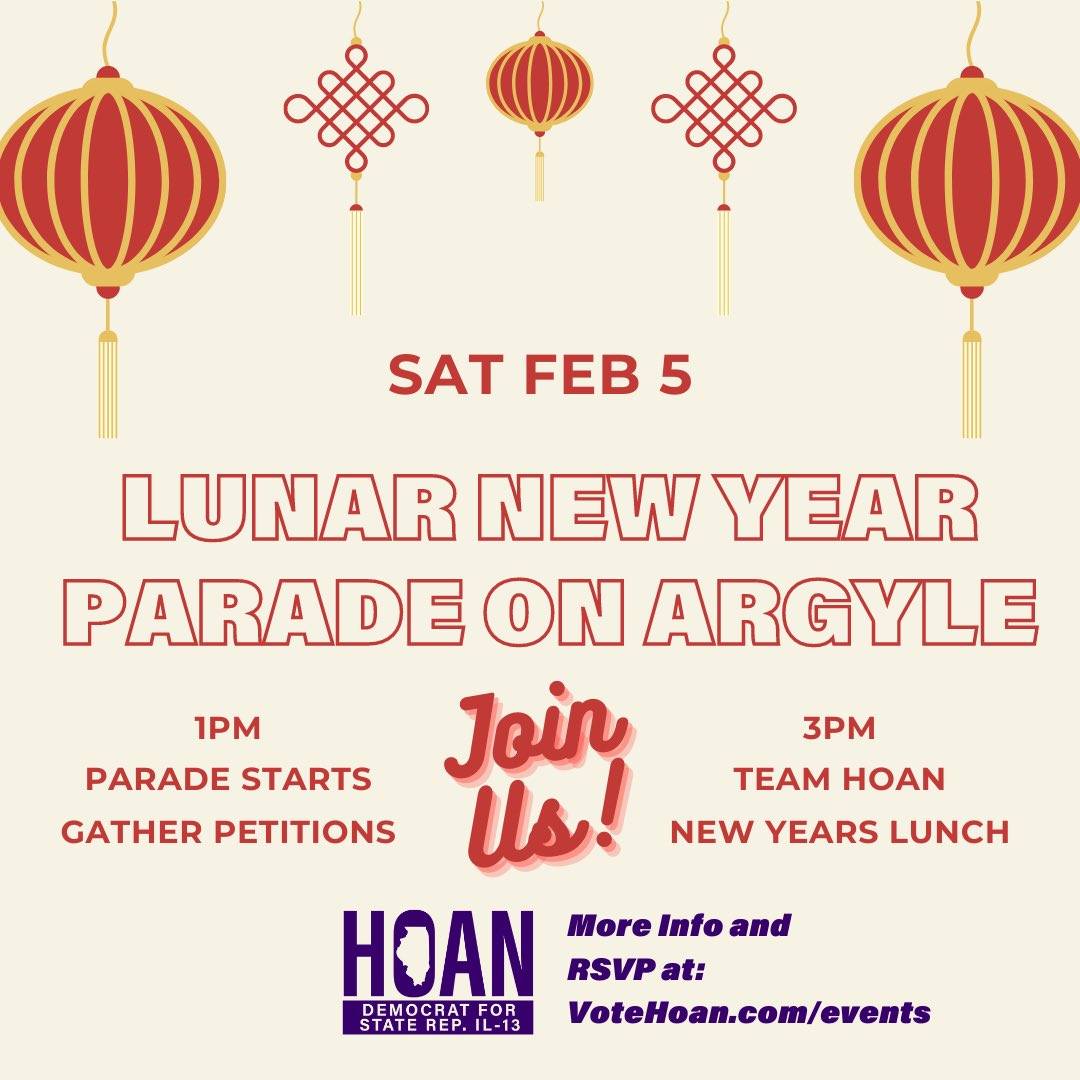 SAT FEB 5
LUNAR NEW YEAR
PARADE ON ARGYLE
1PM
PARADE STARTS
GATHER PETITIONS
Join
Us!
3PM
TEAM HOAN
NEW YEARS LUNCH
HOAN
DEMOCRAT FOR
STATE REP. IL-13
More Info and
RSVP at:
VoteHoan.com/events